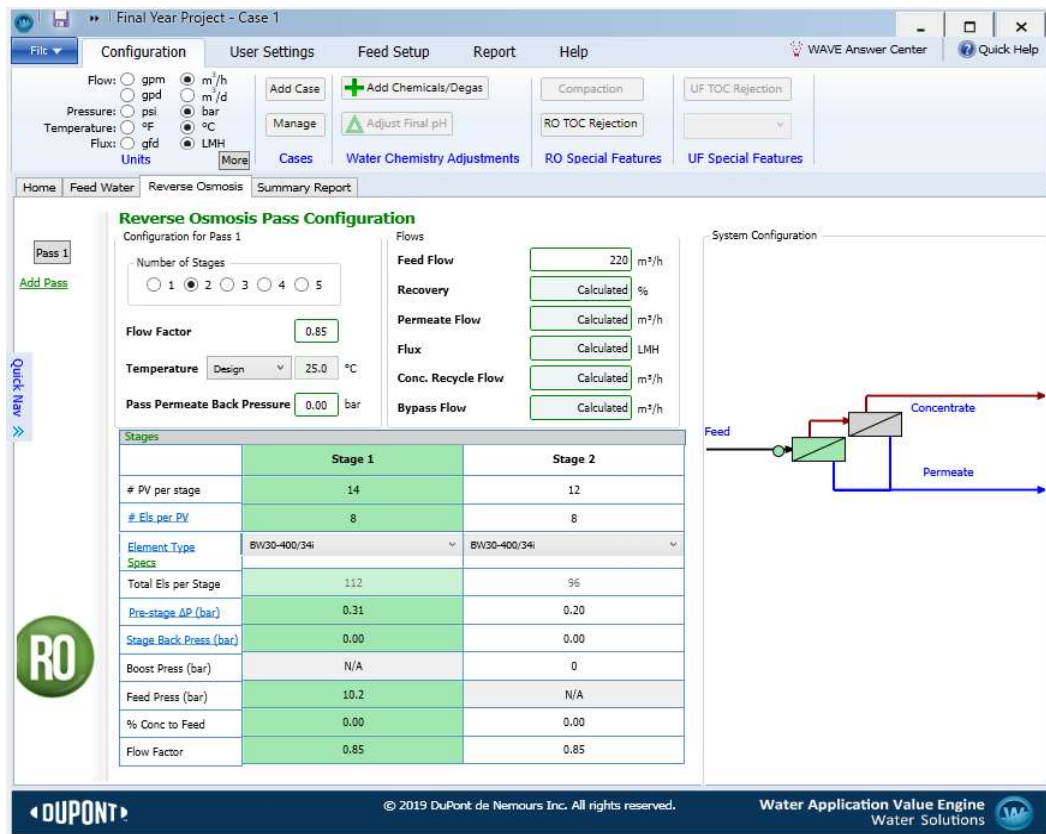 Final Year Project - Case 1
File Configuration User Settings Feed Setup Report Help WAVE Answer Center Quick Help
Flow: gpm m³/h
gpd m³/d
Pressure: psi bar
Temperature: °F °C
Flux: gfd LMH
Units More
Add Case
Manage
Cases
Add Chemicals/Degas
Adjust Final pH
Water Chemistry Adjustments
Compaction
RO TOC Rejection
RO Special Features
UF TOC Rejection
UF Special Features
Home Feed Water Reverse Osmosis Summary Report
Pass 1
Add Pass
Quick Nav
Reverse Osmosis Pass Configuration
Configuration for Pass 1
Number of Stages
1 2 3 4 5
Flow Factor 0.85
Temperature Design 25.0 °C
Pass Permeate Back Pressure 0.00 bar
Flows
Feed Flow 220 m³/h
Recovery Calculated %
Permeate Flow Calculated m³/h
Flux Calculated LMH
Conc. Recycle Flow Calculated m³/h
Bypass Flow Calculated m³/h
System Configuration
Feed
Concentrate
Permeate
Stages
Stage 1 Stage 2
# PV per stage 14 12
# Els per PV 8 8
Element Type BW30-400/34i BW30-400/34i
Specs
Total Els per Stage 112 96
Pre-stage ΔP (bar) 0.31 0.20
Stage Back Press (bar) 0.00 0.00
Boost Press (bar) N/A 0
Feed Press (bar) 10.2 N/A
% Conc to Feed 0.00 0.00
Flow Factor 0.85 0.85
RO
DUPONT
© 2019 DuPont de Nemours Inc. All rights reserved.
Water Application Value Engine
Water Solutions
W